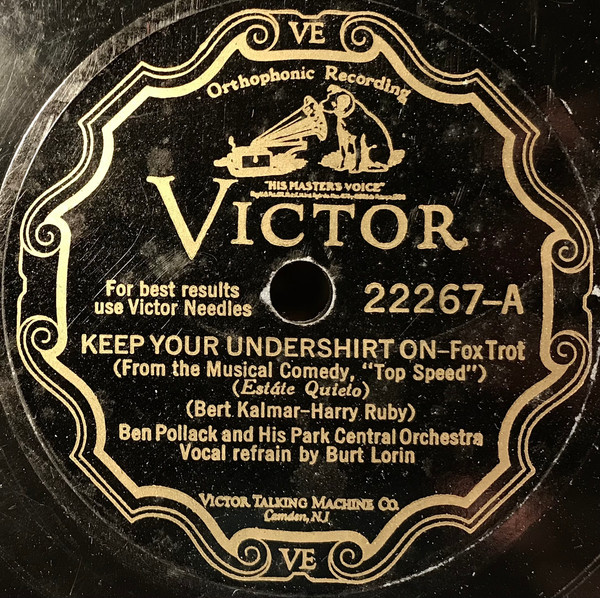 VE
Orthophonic Recording
"HIS MASTER'S VOICE"
VICTOR
For best results
use Victor Needles
22267-A
KEEP YOUR UNDERSHIRT ON-Fox Trot
(From the Musical Comedy, "Top Speed")
(Estáte Quieto)
(Bert Kalmar-Harry Ruby)
Ben Pollack and His Park Central Orchestra
Vocal refrain by Burt Lorin
VICTOR TALKING MACHINE CO.
Camden, N.J.
VE